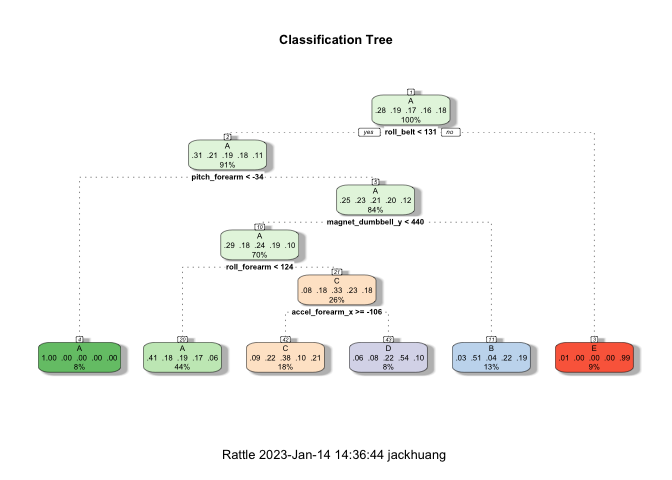 Classification Tree
1
A
.28 .19 .17 .16 .18
100%
yes roll_belt < 131 no
2
A
.31 .21 .19 .18 .11
91%
pitch_forearm < -34
5
A
.25 .23 .21 .20 .12
84%
magnet_dumbbell_y < 440
10
A
.29 .18 .24 .19 .10
70%
roll_forearm < 124
21
C
.08 .18 .33 .23 .18
26%
accel_forearm_x >= -106
4
A
1.00 .00 .00 .00 .00
8%
20
A
.41 .18 .19 .17 .06
44%
42
C
.09 .22 .38 .10 .21
18%
43
D
.06 .08 .22 .54 .10
8%
11
B
.03 .51 .04 .22 .19
13%
3
E
.01 .00 .00 .00 .99
9%
Rattle 2023-Jan-14 14:36:44 jackhuang